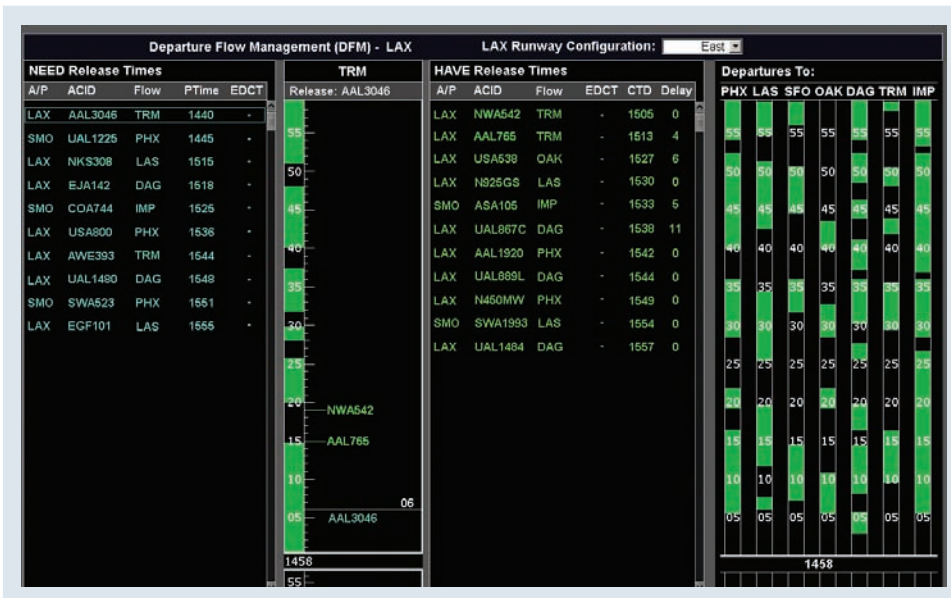 Departure Flow Management (DFM) - LAX LAX Runway Configuration: East
NEED Release Times
A/P ACID Flow PTime EDCT
LAX AAL3046 TRM 1440 -
SMO UAL1225 PHX 1445 -
LAX NKS308 LAS 1515 -
LAX EJA142 DAG 1518 -
SMO COA744 IMP 1525 -
LAX USA800 PHX 1536 -
LAX AWE393 TRM 1544 -
LAX UAL1480 DAG 1548 -
SMO SWA523 PHX 1551 -
LAX EGF101 LAS 1555 -
TRM
Release: AAL3046
55
50
45
40
35
30
25
20 NWA542
15 AAL765
10
06
05 AAL3046
1458
55
HAVE Release Times
A/P ACID Flow EDCT CTD Delay
LAX NWA542 TRM - 1505 0
LAX AAL765 TRM - 1513 4
LAX USA638 OAK - 1527 6
LAX N925GS LAS - 1530 0
SMO ASA105 IMP - 1533 5
LAX UAL867C DAG - 1538 11
LAX AAL1920 PHX - 1542 0
LAX UAL889L DAG - 1544 0
LAX N450MW PHX - 1549 0
SMO SWA1993 LAS - 1554 0
LAX UAL1484 DAG - 1557 0
Departures To:
PHX LAS SFO OAK DAG TRM IMP
55 55 55 55 55 55 55
50 50 50 50 50 50 50
45 45 45 45 45 45 45
40 40 40 40 40 40 40
35 35 35 35 35 35 35
30 30 30 30 30 30 30
25 25 25 25 25 25 25
20 20 20 20 20 20 20
15 15 15 15 15 15 15
10 10 10 10 10 10 10
05 05 05 05 05 05 05
1458